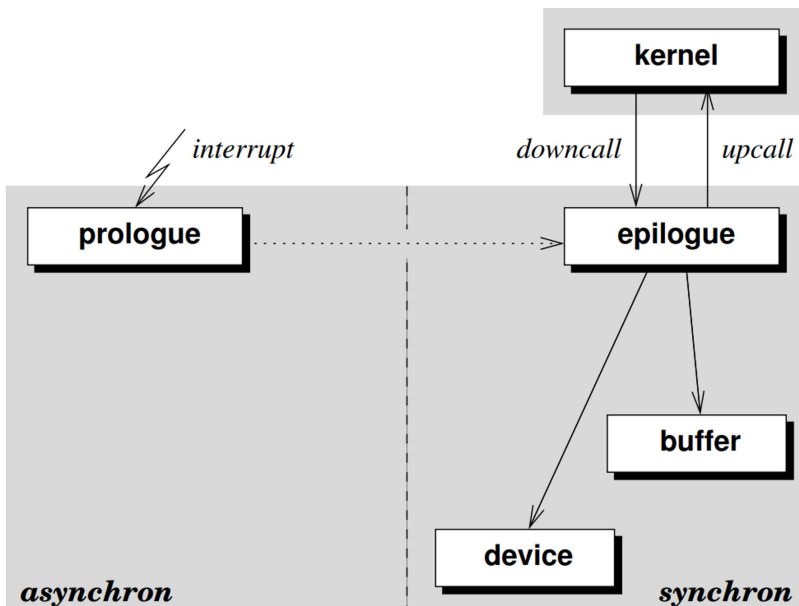 kernel
interrupt
downcall
upcall
prologue
epilogue
buffer
device
asynchron
synchron